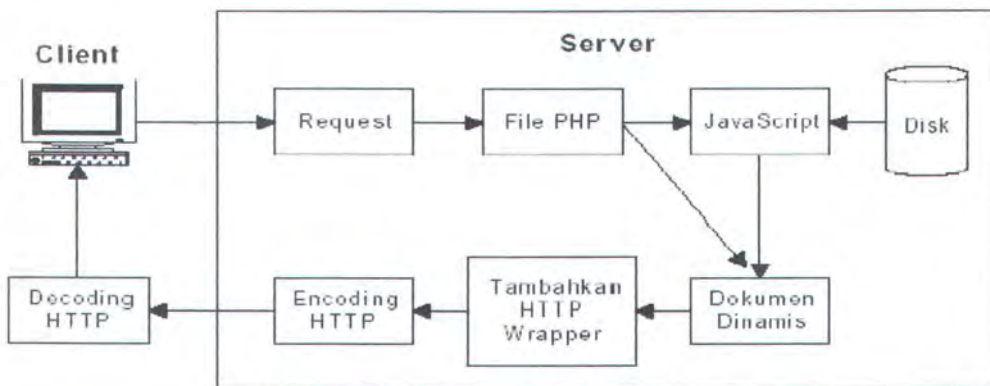 Server
Client
Request
File PHP
JavaScript
Disk
Decoding
HTTP
Encoding
HTTP
Tambahkan
HTTP
Wrapper
Dokumen
Dinamis